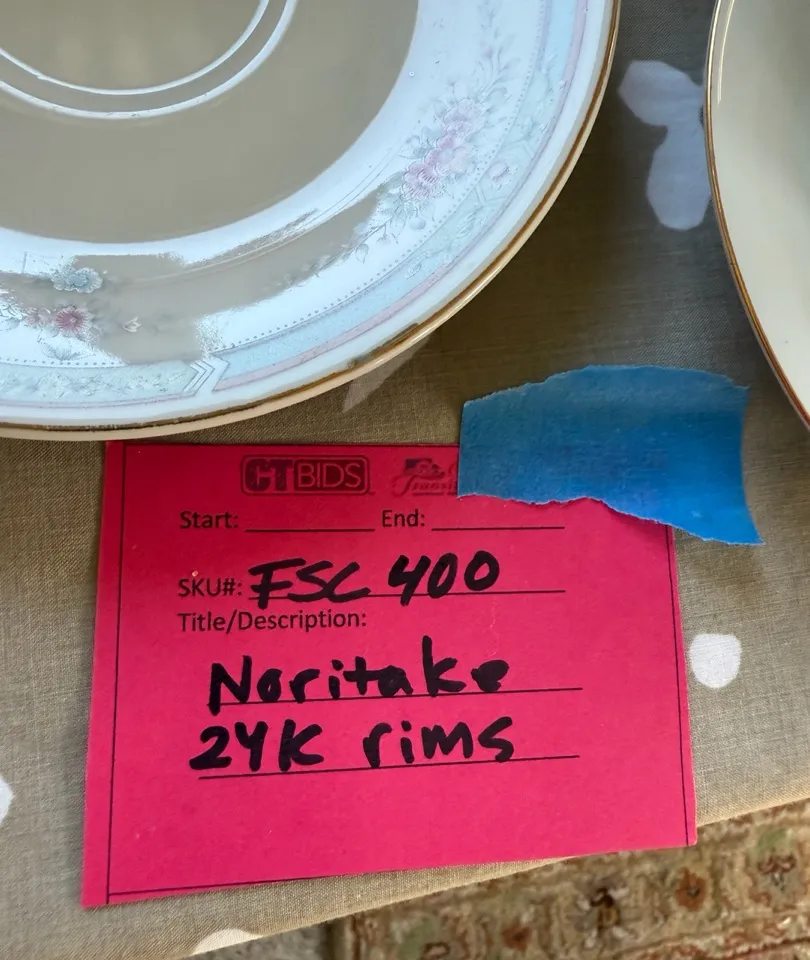 CTBIDS
Start: End:
SKU#: FSC 400
Title/Description:
Noritake
24K rims